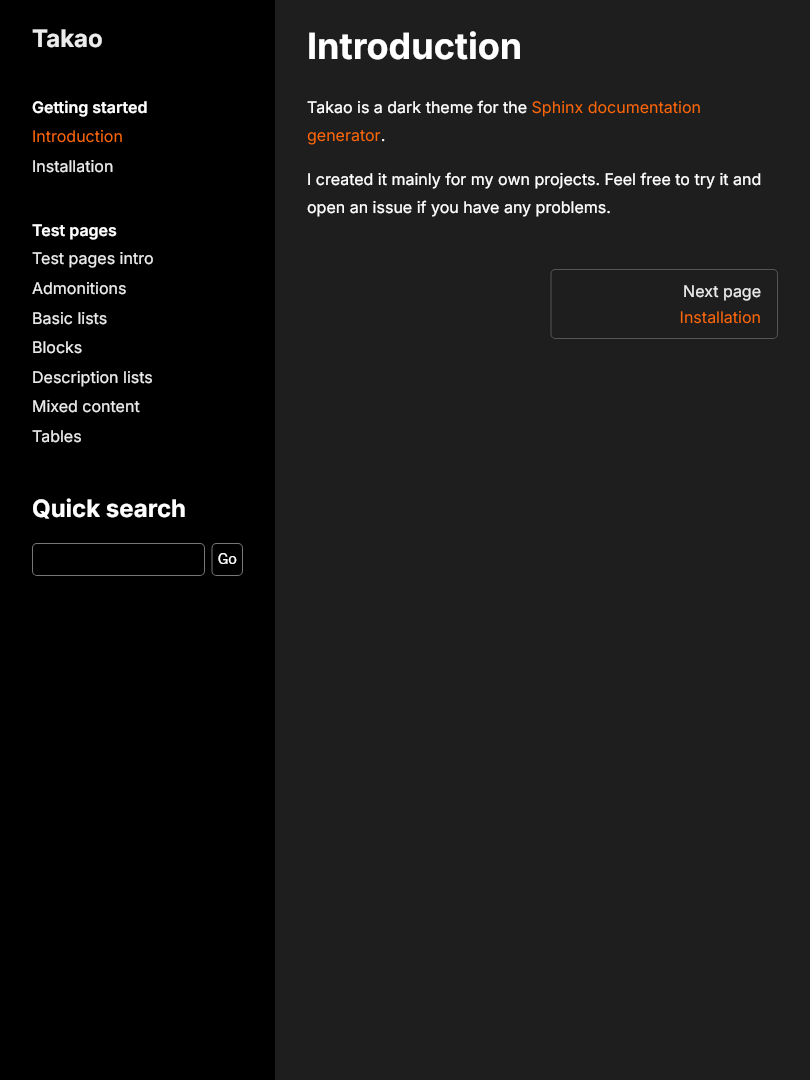 Takao
Getting started
Introduction
Installation
Test pages
Test pages intro
Admonitions
Basic lists
Blocks
Description lists
Mixed content
Tables
Quick search
Go
Introduction
Takao is a dark theme for the Sphinx documentation
generator.
I created it mainly for my own projects. Feel free to try it and
open an issue if you have any problems.
Next page
Installation